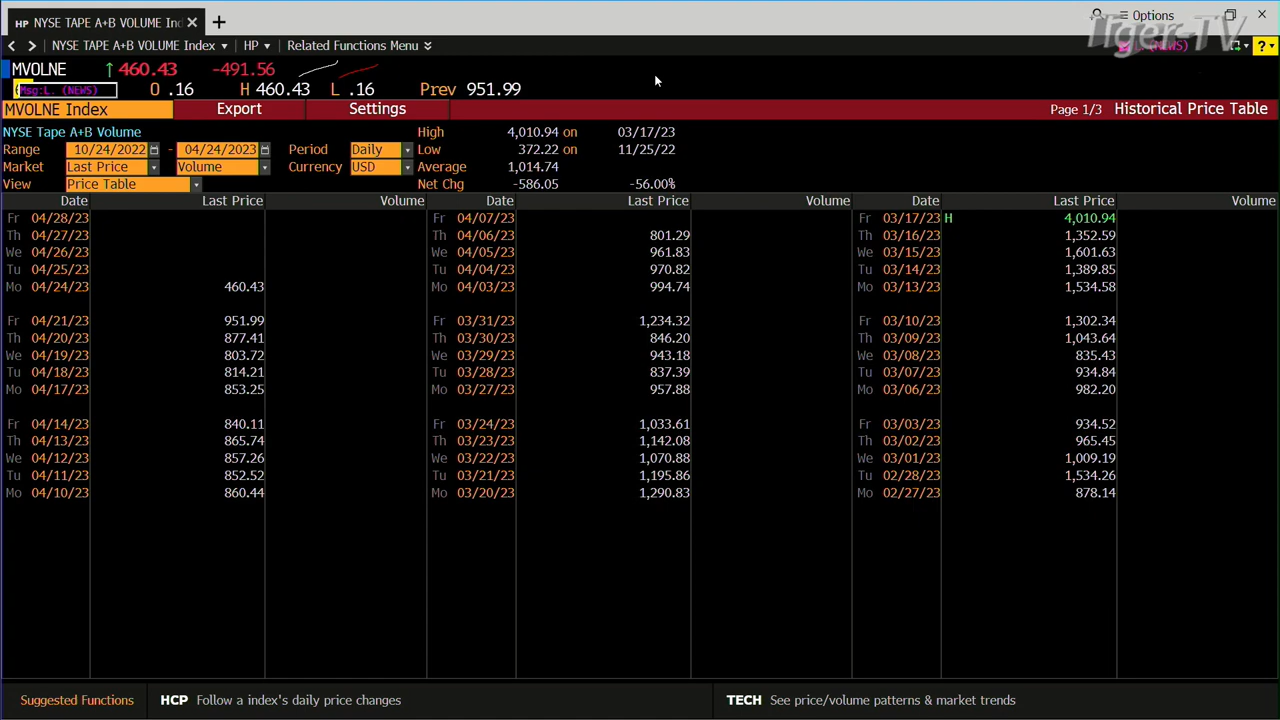 HP NYSE TAPE A+B VOLUME Ind
Options
NYSE TAPE A+B VOLUME Index HP Related Functions Menu
Tiger-TV
L (NEWS)
?
MVOLNE ↑ 460.43 -491.56
Msg:L. (NEWS) O .16 H 460.43 L .16 Prev 951.99
MVOLNE Index Export Settings Page 1/3 Historical Price Table
NYSE Tape A+B Volume High 4,010.94 on 03/17/23
Range 10/24/2022 - 04/24/2023 Period Daily Low 372.22 on 11/25/22
Market Last Price Volume Currency USD Average 1,014.74
View Price Table Net Chg -586.05 -56.00%
Date Last Price Volume Date Last Price Volume Date Last Price Volume
Fr 04/28/23 Fr 04/07/23 Fr 03/17/23 H 4,010.94
Th 04/27/23 Th 04/06/23 801.29 Th 03/16/23 1,352.59
We 04/26/23 We 04/05/23 961.83 We 03/15/23 1,601.63
Tu 04/25/23 Tu 04/04/23 970.82 Tu 03/14/23 1,389.85
Mo 04/24/23 460.43 Mo 04/03/23 994.74 Mo 03/13/23 1,534.58
Fr 04/21/23 951.99 Fr 03/31/23 1,234.32 Fr 03/10/23 1,302.34
Th 04/20/23 877.41 Th 03/30/23 846.20 Th 03/09/23 1,043.64
We 04/19/23 803.72 We 03/29/23 943.18 We 03/08/23 835.43
Tu 04/18/23 814.21 Tu 03/28/23 837.39 Tu 03/07/23 934.84
Mo 04/17/23 853.25 Mo 03/27/23 957.88 Mo 03/06/23 982.20
Fr 04/14/23 840.11 Fr 03/24/23 1,033.61 Fr 03/03/23 934.52
Th 04/13/23 865.74 Th 03/23/23 1,142.08 Th 03/02/23 965.45
We 04/12/23 857.26 We 03/22/23 1,070.88 We 03/01/23 1,009.19
Tu 04/11/23 852.52 Tu 03/21/23 1,195.86 Tu 02/28/23 1,534.26
Mo 04/10/23 860.44 Mo 03/20/23 1,290.83 Mo 02/27/23 878.14
Suggested Functions HCP Follow a index's daily price changes TECH See price/volume patterns & market trends